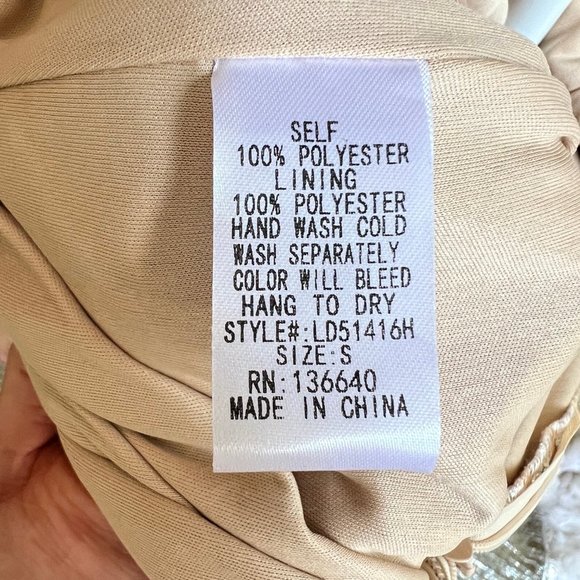 SELF
100% POLYESTER
LINING
100% POLYESTER
HAND WASH COLD
WASH SEPARATELY
COLOR WILL BLEED
HANG TO DRY
STYLE#:LD51416H
SIZE:S
RN:136640
MADE IN CHINA